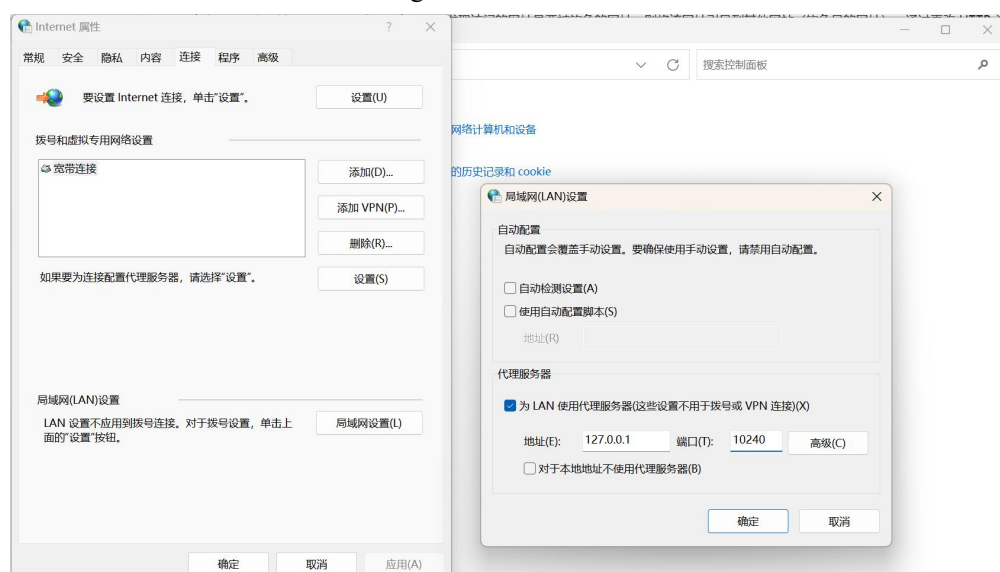 Internet 属性
常规 安全 隐私 内容 连接 程序 高级
要设置 Internet 连接，单击“设置”。
设置(U)
拨号和虚拟专用网络设置
宽带连接
添加(D)...
添加 VPN(P)...
删除(R)...
如果要为连接配置代理服务器，请选择“设置”。
设置(S)
局域网(LAN)设置
LAN 设置不应用到拨号连接。对于拨号设置，单击上
面的“设置”按钮。
局域网设置(L)
确定 取消 应用(A)
搜索控制面板
网络计算机和设备
的历史记录和 cookie
局域网(LAN)设置
自动配置
自动配置会覆盖手动设置。要确保使用手动设置，请禁用自动配置。
自动检测设置(A)
使用自动配置脚本(S)
地址(R)
代理服务器
为 LAN 使用代理服务器(这些设置不用于拨号或 VPN 连接)(X)
地址(E): 127.0.0.1 端口(T): 10240 高级(C)
对于本地地址不使用代理服务器(B)
确定 取消